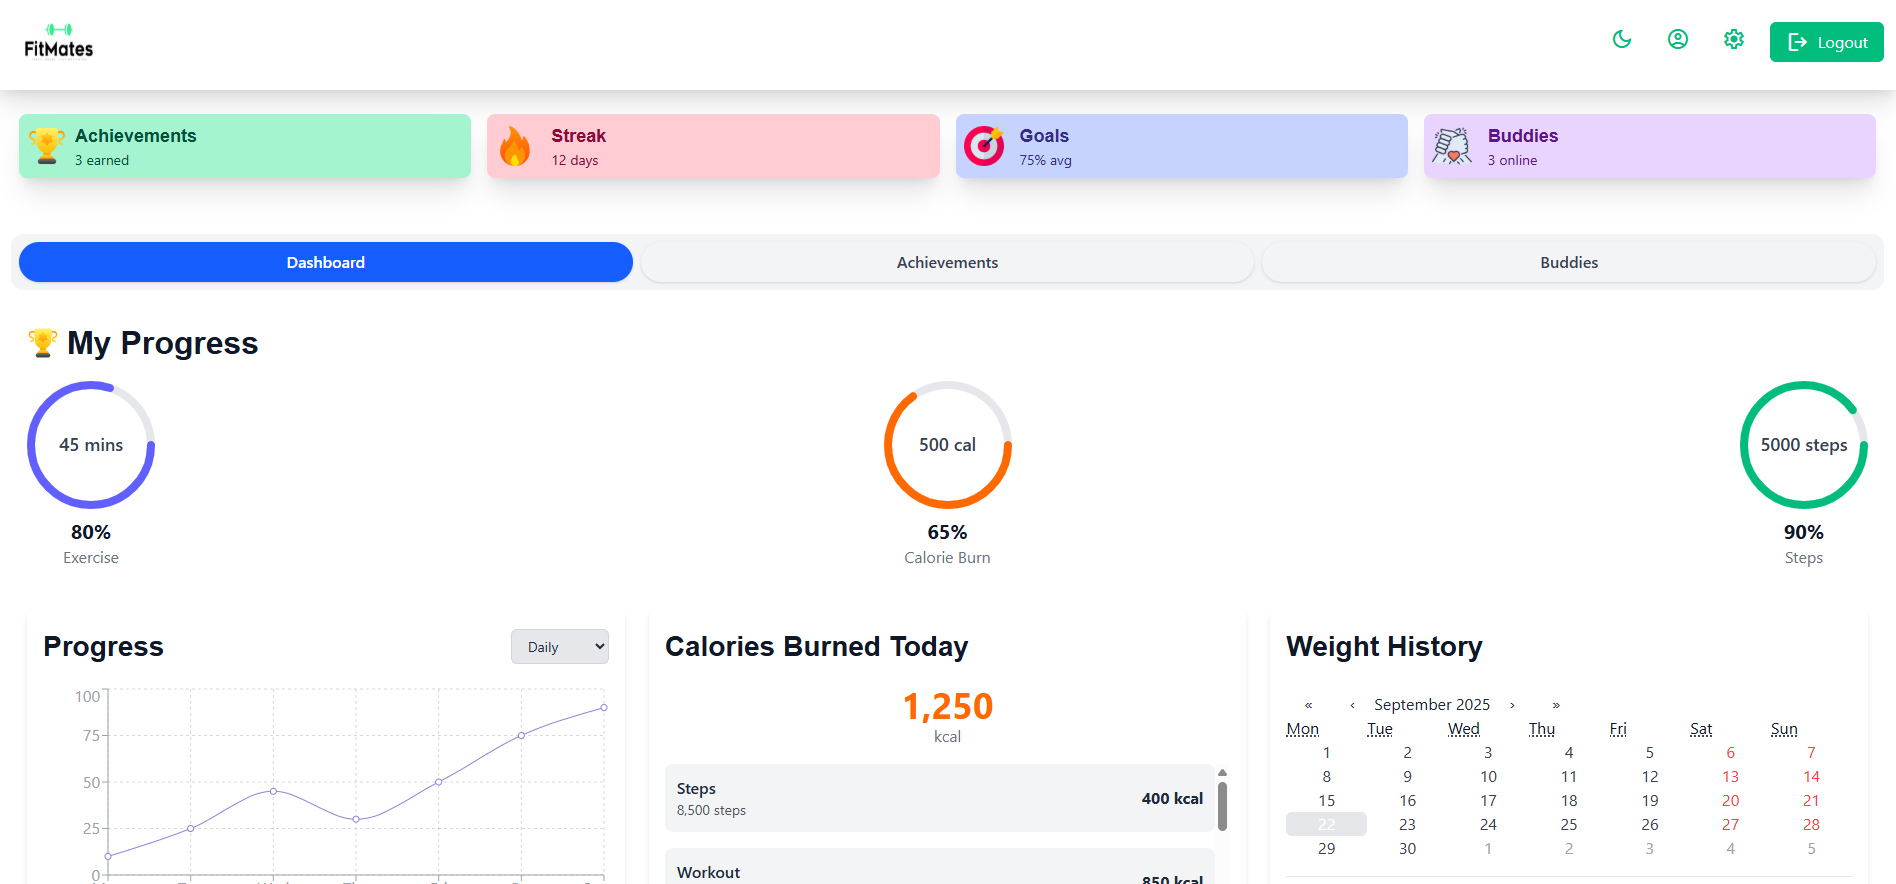 FitMates
Logout
Achievements
3 earned
Streak
12 days
Goals
75% avg
Buddies
3 online
Dashboard
Achievements
Buddies
My Progress
45 mins
80%
Exercise
500 cal
65%
Calorie Burn
5000 steps
90%
Steps
Progress
Daily
100
75
50
25
0
Calories Burned Today
1,250
kcal
Steps
8,500 steps
400 kcal
Workout
850 kcal
Weight History
« ‹ September 2025 › »
Mon Tue Wed Thu Fri Sat Sun
1 2 3 4 5 6 7
8 9 10 11 12 13 14
15 16 17 18 19 20 21
22 23 24 25 26 27 28
29 30 1 2 3 4 5